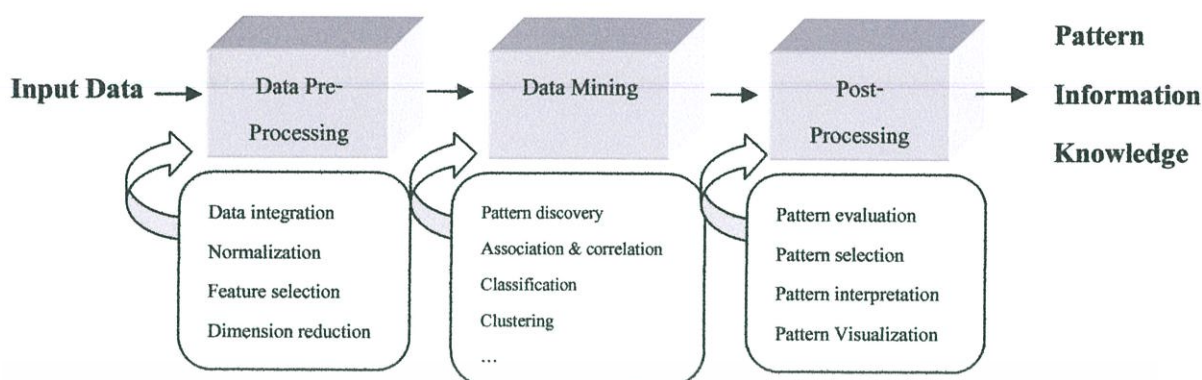 Input Data
Data Pre-
Processing
Data integration
Normalization
Feature selection
Dimension reduction
Data Mining
Pattern discovery
Association & correlation
Classification
Clustering
...
Post-
Processing
Pattern evaluation
Pattern selection
Pattern interpretation
Pattern Visualization
Pattern
Information
Knowledge